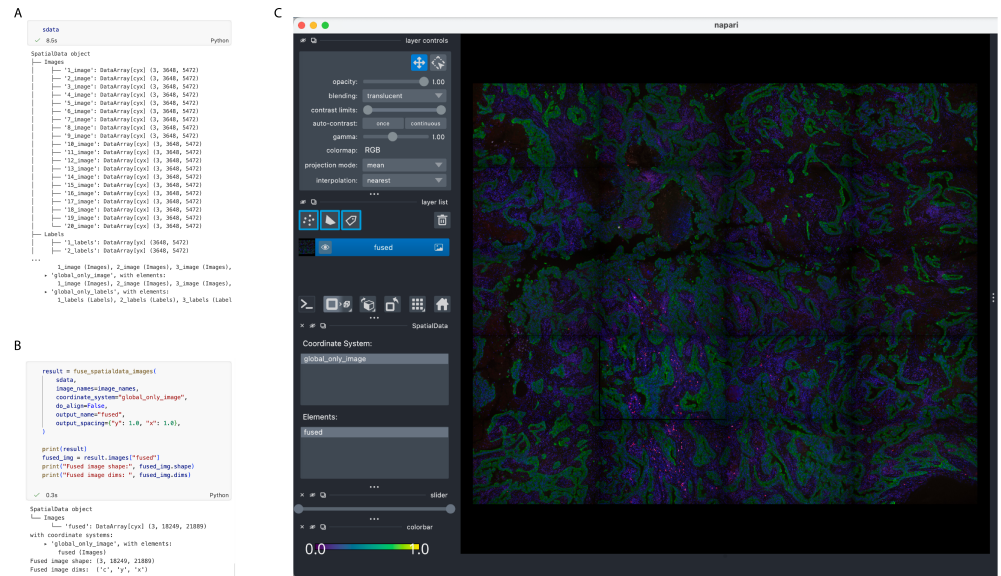 A
sdata
8.5s
Python
SpatialData object
├── Images
│     ├── '1_image': DataArray[cyx] (3, 3648, 5472)
│     ├── '2_image': DataArray[cyx] (3, 3648, 5472)
│     ├── '3_image': DataArray[cyx] (3, 3648, 5472)
│     ├── '4_image': DataArray[cyx] (3, 3648, 5472)
│     ├── '5_image': DataArray[cyx] (3, 3648, 5472)
│     ├── '6_image': DataArray[cyx] (3, 3648, 5472)
│     ├── '7_image': DataArray[cyx] (3, 3648, 5472)
│     ├── '8_image': DataArray[cyx] (3, 3648, 5472)
│     ├── '9_image': DataArray[cyx] (3, 3648, 5472)
│     ├── '10_image': DataArray[cyx] (3, 3648, 5472)
│     ├── '11_image': DataArray[cyx] (3, 3648, 5472)
│     ├── '12_image': DataArray[cyx] (3, 3648, 5472)
│     ├── '13_image': DataArray[cyx] (3, 3648, 5472)
│     ├── '14_image': DataArray[cyx] (3, 3648, 5472)
│     ├── '15_image': DataArray[cyx] (3, 3648, 5472)
│     ├── '16_image': DataArray[cyx] (3, 3648, 5472)
│     ├── '17_image': DataArray[cyx] (3, 3648, 5472)
│     ├── '18_image': DataArray[cyx] (3, 3648, 5472)
│     ├── '19_image': DataArray[cyx] (3, 3648, 5472)
│     └── '20_image': DataArray[cyx] (3, 3648, 5472)
├── Labels
│     ├── '1_labels': DataArray[yx] (3648, 5472)
│     ├── '2_labels': DataArray[yx] (3648, 5472)
...
1_image (Images), 2_image (Images), 3_image (Images),
▸ 'global_only_image', with elements:
1_image (Images), 2_image (Images), 3_image (Images),
▸ 'global_only_labels', with elements:
1_labels (Labels), 2_labels (Labels), 3_labels (Label
B
result = fuse_spatialdata_images(
sdata,
image_names=image_names,
coordinate_system="global_only_image",
do_align=False,
output_name="fused",
output_spacing={"y": 1.0, "x": 1.0},
)
print(result)
fused_img = result.images["fused"]
print("Fused image shape:", fused_img.shape)
print("Fused image dims: ", fused_img.dims)
0.3s
Python
SpatialData object
└── Images
└── 'fused': DataArray[cyx] (3, 18249, 21889)
with coordinate systems:
▸ 'global_only_image', with elements:
fused (Images)
Fused image shape: (3, 18249, 21889)
Fused image dims:  ('c', 'y', 'x')
C
napari
layer controls
opacity: 1.00
blending: translucent
contrast limits:
auto-contrast: once continuous
gamma: 1.00
colormap: RGB
projection mode: mean
interpolation: nearest
layer list
fused
SpatialData
Coordinate System:
global_only_image
Elements:
fused
slider
colorbar
0.0 1.0